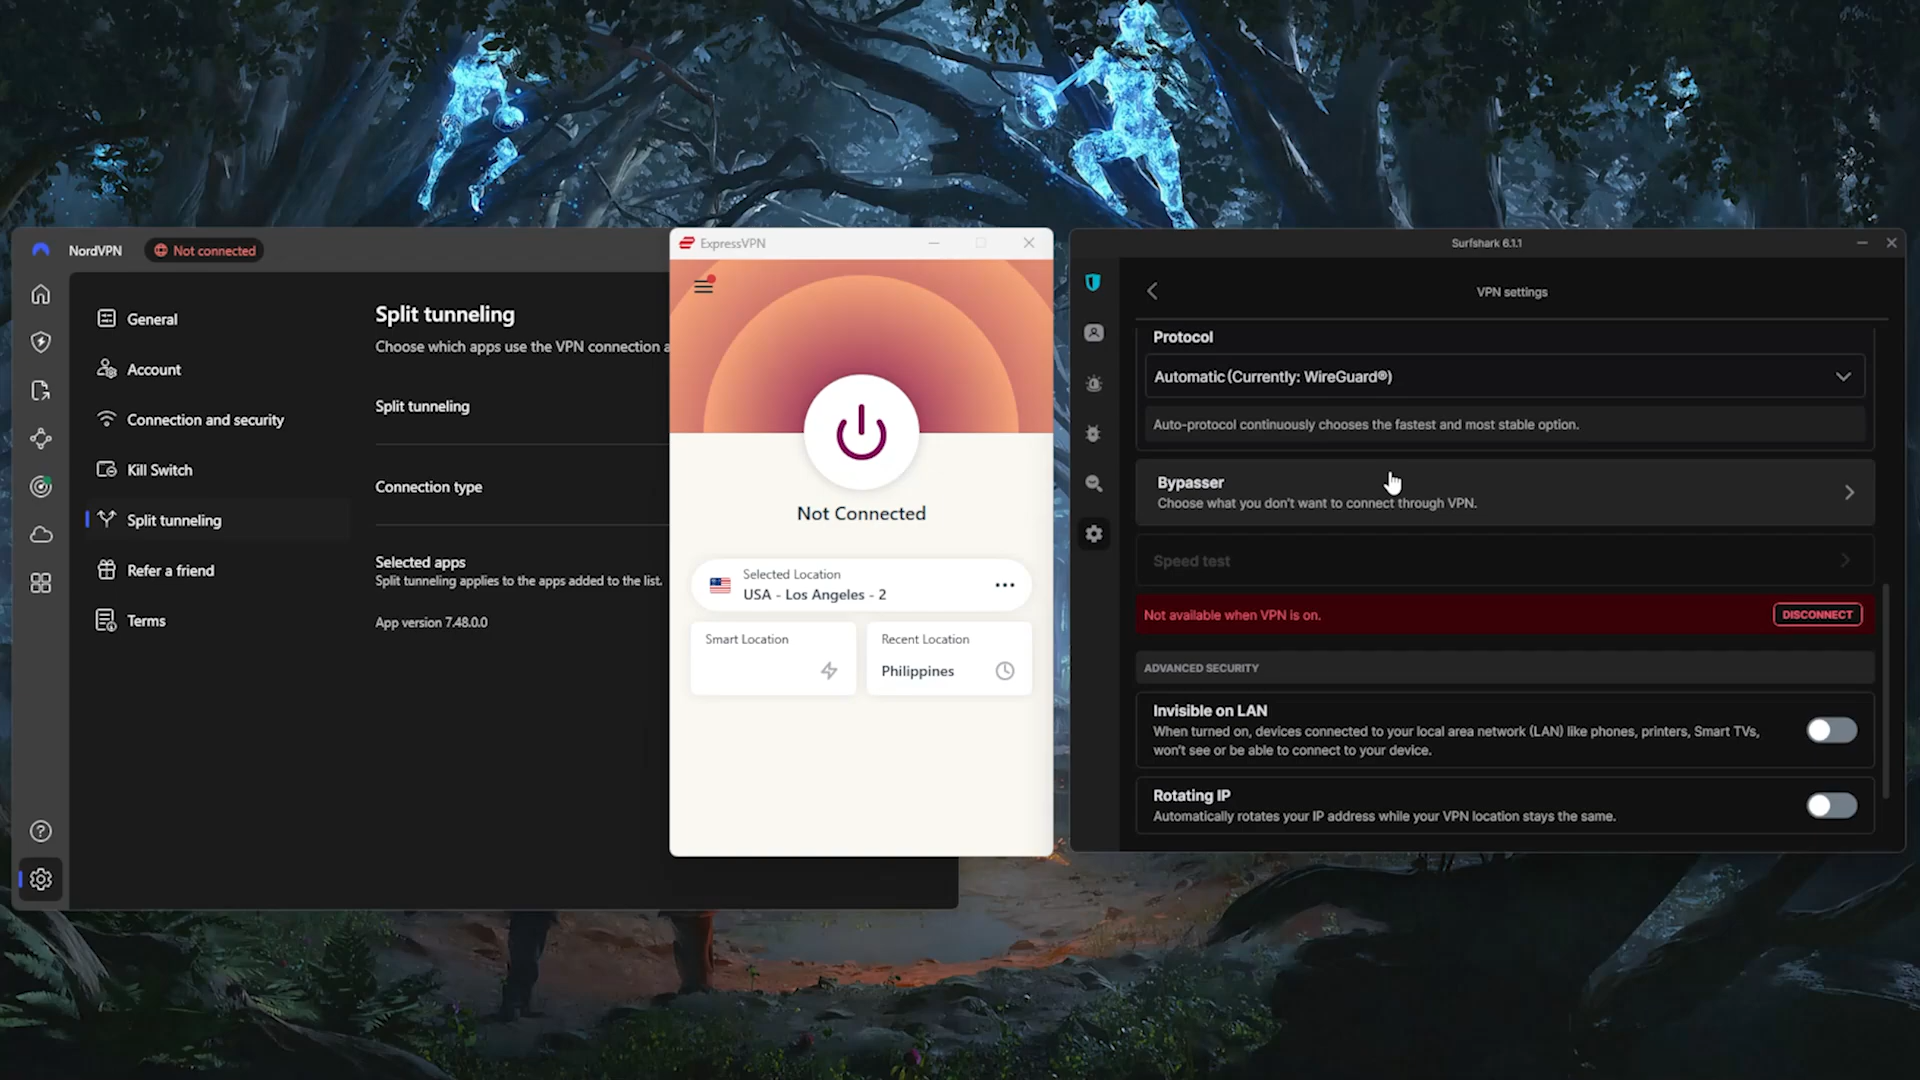 NordVPN
Not connected
General
Account
Connection and security
Kill Switch
Split tunneling
Refer a friend
Terms
Split tunneling
Choose which apps use the VPN connection a
Split tunneling
Connection type
Selected apps
Split tunneling applies to the apps added to the list.
App version 7.48.0.0
ExpressVPN
Not Connected
Selected Location
USA - Los Angeles - 2
Smart Location
Recent Location
Philippines
Surfshark 6.1.1
VPN settings
Protocol
Automatic (Currently: WireGuard®)
Auto-protocol continuously chooses the fastest and most stable option.
Bypasser
Choose what you don't want to connect through VPN.
Speed test
Not available when VPN is on.
DISCONNECT
ADVANCED SECURITY
Invisible on LAN
When turned on, devices connected to your local area network (LAN) like phones, printers, Smart TVs,
won't see or be able to connect to your device.
Rotating IP
Automatically rotates your IP address while your VPN location stays the same.